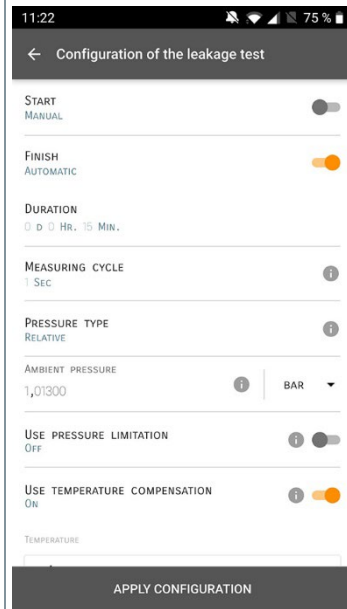 11:22
75 %
Configuration of the leakage test
START
MANUAL
FINISH
AUTOMATIC
DURATION
0 D 0 HR. 15 MIN.
MEASURING CYCLE
1 SEC
PRESSURE TYPE
RELATIVE
AMBIENT PRESSURE
1,01300
BAR
USE PRESSURE LIMITATION
OFF
USE TEMPERATURE COMPENSATION
ON
TEMPERATURE
APPLY CONFIGURATION